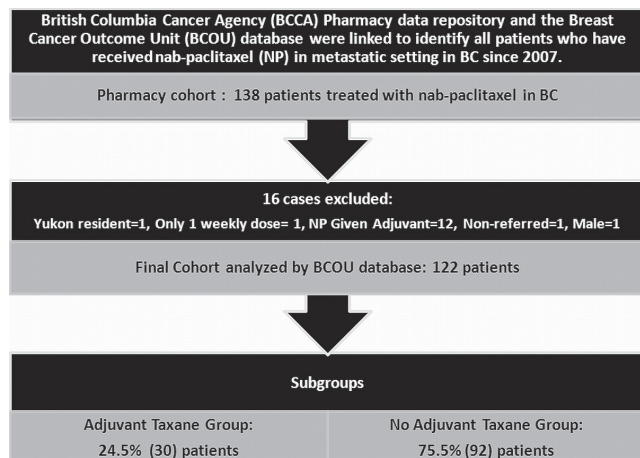 British Columbia Cancer Agency (BCCA) Pharmacy data repository and the Breast
Cancer Outcome Unit (BCOU) database were linked to identify all patients who have
received nab-paclitaxel (NP) in metastatic setting in BC since 2007.
Pharmacy cohort : 138 patients treated with nab-paclitaxel in BC
16 cases excluded:
Yukon resident=1, Only 1 weekly dose= 1, NP Given Adjuvant=12, Non-referred=1, Male=1
Final Cohort analyzed by BCOU database: 122 patients
Subgroups
Adjuvant Taxane Group:
24.5% (30) patients
No Adjuvant Taxane Group:
75.5% (92) patients